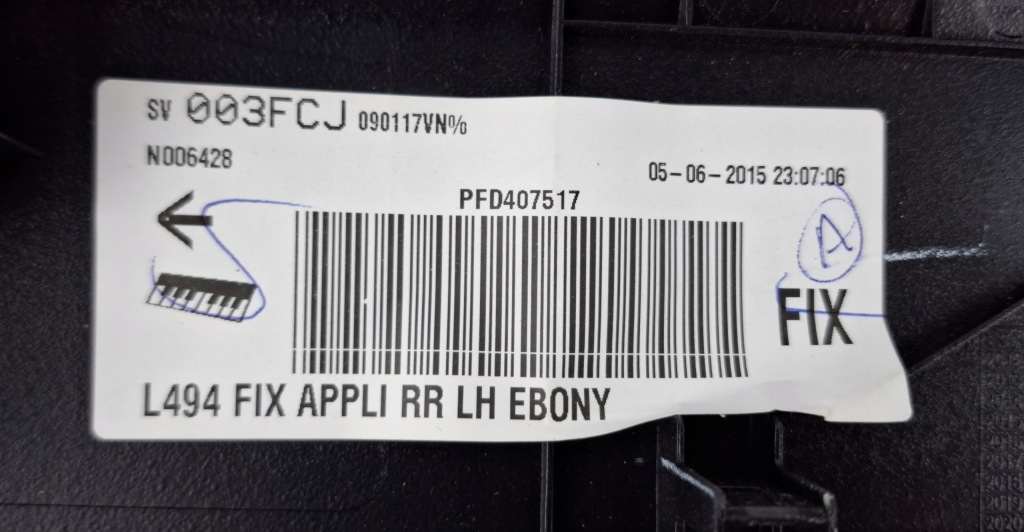 SV 003FCJ 090117VN%
N006428
05-06-2015 23:07:06
PFD407517
A
FIX
L494 FIX APPLI RR LH EBONY